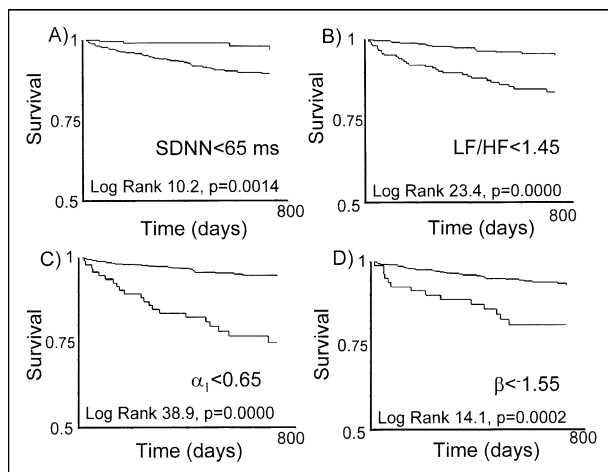 A)
1
Survival
0.75
SDNN<65 ms
Log Rank 10.2, p=0.0014
0.5
800
Time (days)
B)
1
Survival
0.75
LF/HF<1.45
Log Rank 23.4, p=0.0000
0.5
800
Time (days)
C)
1
Survival
0.75
α₁<0.65
Log Rank 38.9, p=0.0000
0.5
800
Time (days)
D)
1
Survival
0.75
β<-1.55
Log Rank 14.1, p=0.0002
0.5
800
Time (days)